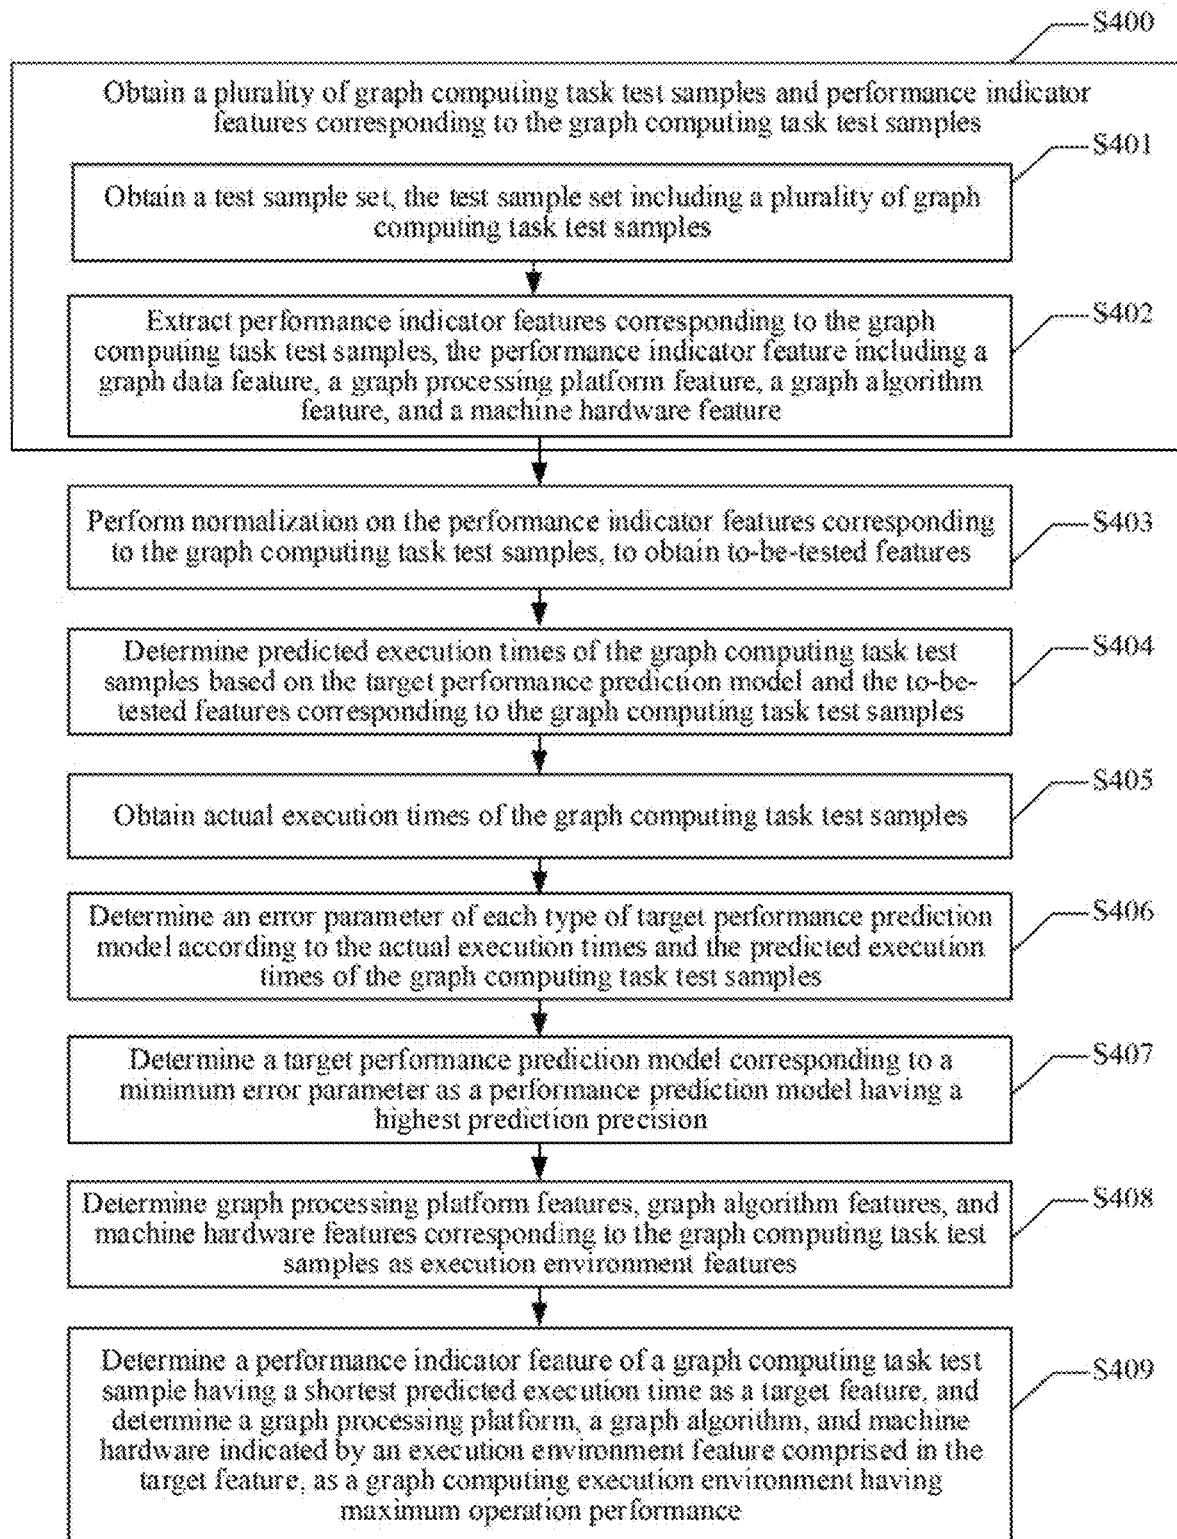 S400
Obtain a plurality of graph computing task test samples and performance indicator
features corresponding to the graph computing task test samples
S401
Obtain a test sample set, the test sample set including a plurality of graph
computing task test samples
S402
Extract performance indicator features corresponding to the graph
computing task test samples, the performance indicator feature including a
graph data feature, a graph processing platform feature, a graph algorithm
feature, and a machine hardware feature
S403
Perform normalization on the performance indicator features corresponding
to the graph computing task test samples, to obtain to-be-tested features
S404
Determine predicted execution times of the graph computing task test
samples based on the target performance prediction model and the to-be-
tested features corresponding to the graph computing task test samples
S405
Obtain actual execution times of the graph computing task test samples
S406
Determine an error parameter of each type of target performance prediction
model according to the actual execution times and the predicted execution
times of the graph computing task test samples
S407
Determine a target performance prediction model corresponding to a
minimum error parameter as a performance prediction model having a
highest prediction precision
S408
Determine graph processing platform features, graph algorithm features, and
machine hardware features corresponding to the graph computing task test
samples as execution environment features
S409
Determine a performance indicator feature of a graph computing task test
sample having a shortest predicted execution time as a target feature, and
determine a graph processing platform, a graph algorithm, and machine
hardware indicated by an execution environment feature comprised in the
target feature, as a graph computing execution environment having
maximum operation performance